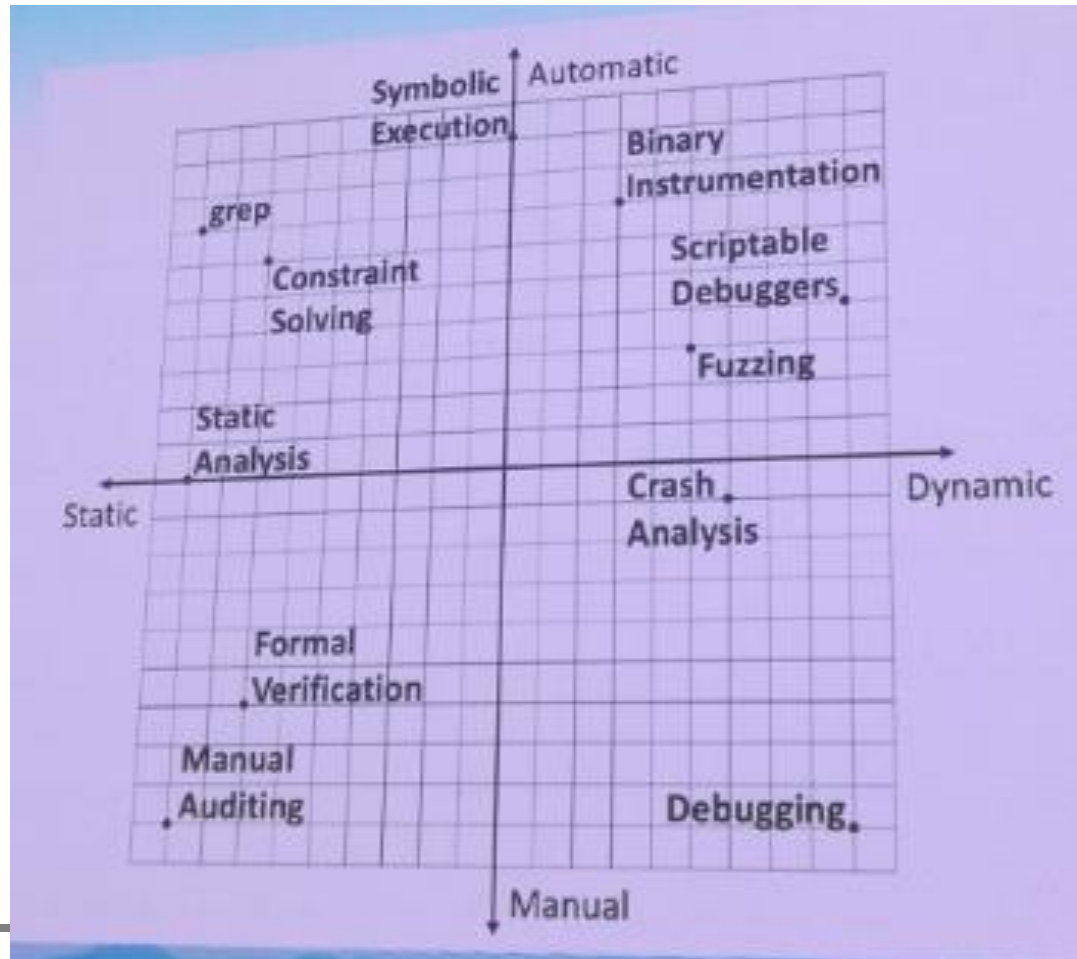 Symbolic
Execution
Automatic
Binary
Instrumentation
grep
Scriptable
Debuggers
Constraint
Solving
Fuzzing
Static
Analysis
Static
Crash
Analysis
Dynamic
Formal
Verification
Manual
Auditing
Debugging
Manual